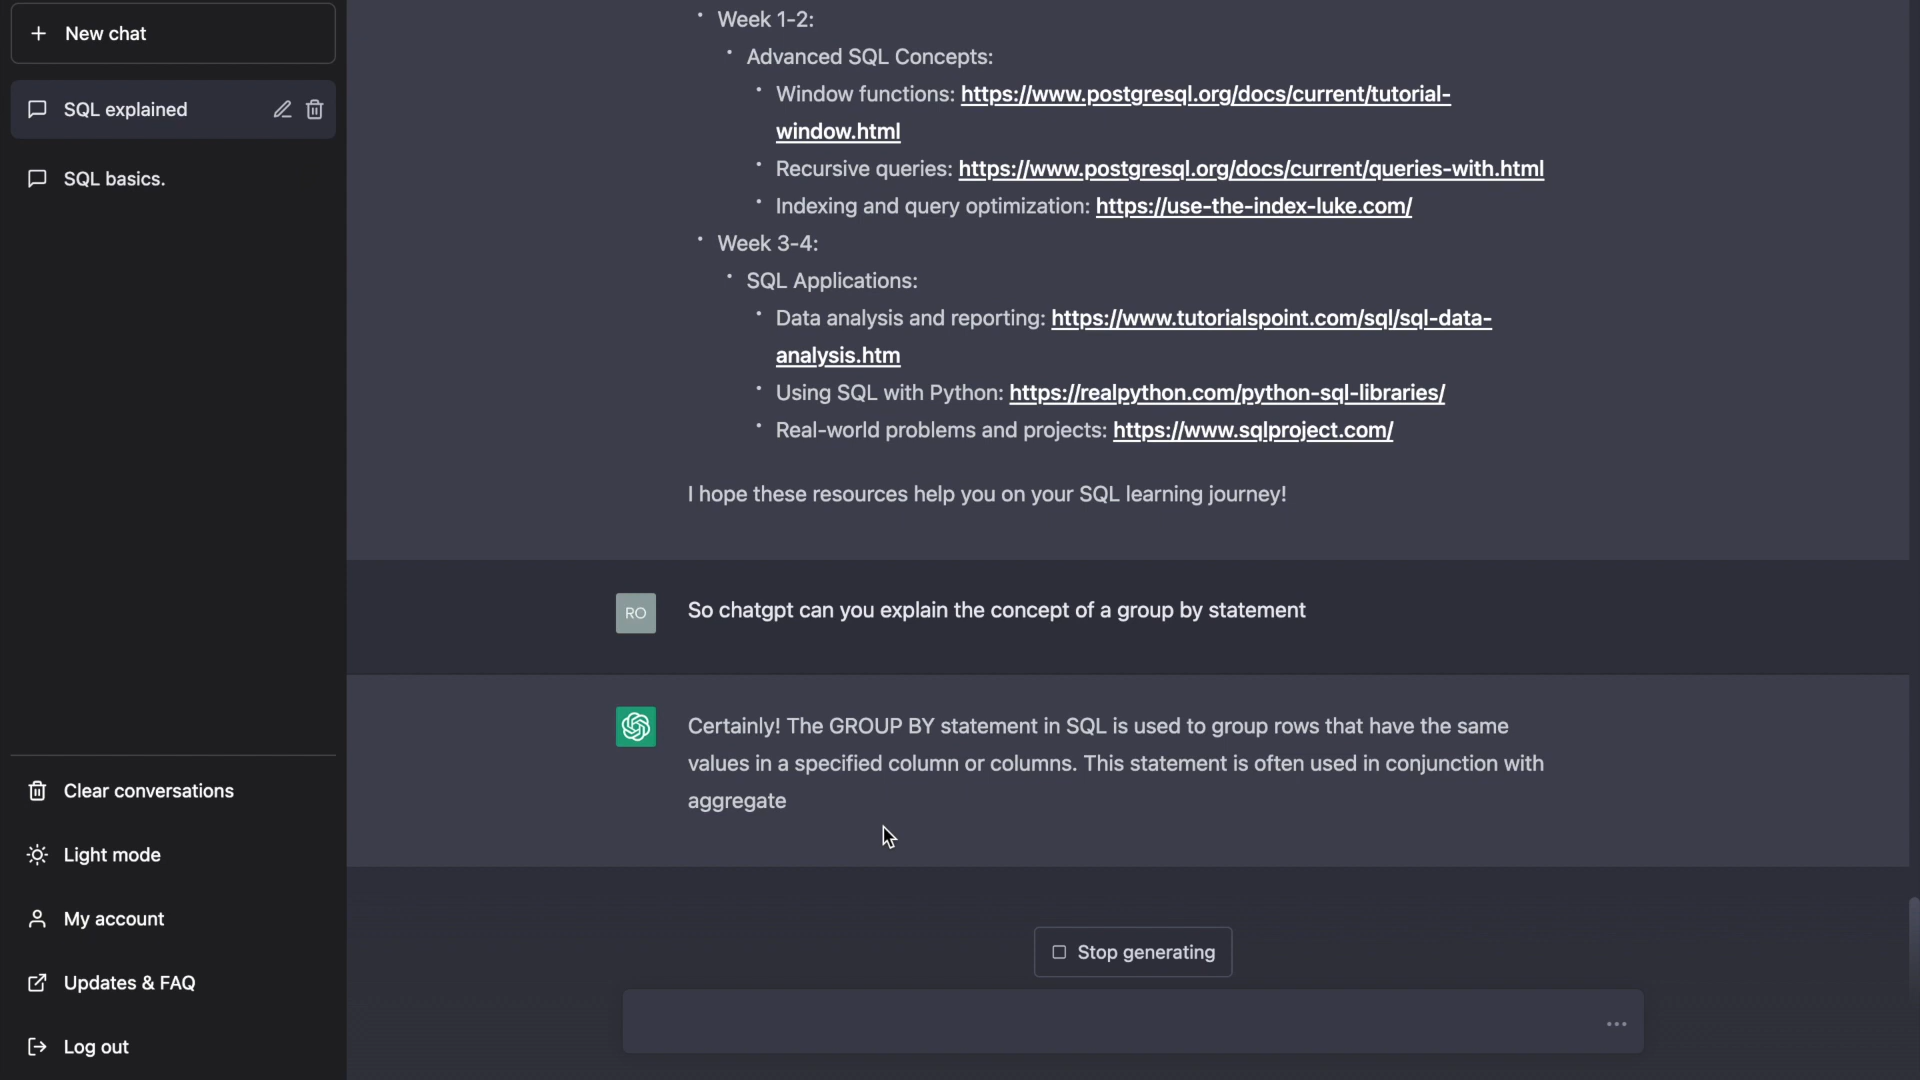 New chat
SQL explained
SQL basics.
Clear conversations
Light mode
My account
Updates & FAQ
Log out
Week 1-2:
Advanced SQL Concepts:
Window functions: https://www.postgresql.org/docs/current/tutorial-
window.html
Recursive queries: https://www.postgresql.org/docs/current/queries-with.html
Indexing and query optimization: https://use-the-index-luke.com/
Week 3-4:
SQL Applications:
Data analysis and reporting: https://www.tutorialspoint.com/sql/sql-data-
analysis.htm
Using SQL with Python: https://realpython.com/python-sql-libraries/
Real-world problems and projects: https://www.sqlproject.com/
I hope these resources help you on your SQL learning journey!
RO
So chatgpt can you explain the concept of a group by statement
Certainly! The GROUP BY statement in SQL is used to group rows that have the same
values in a specified column or columns. This statement is often used in conjunction with
aggregate
Stop generating